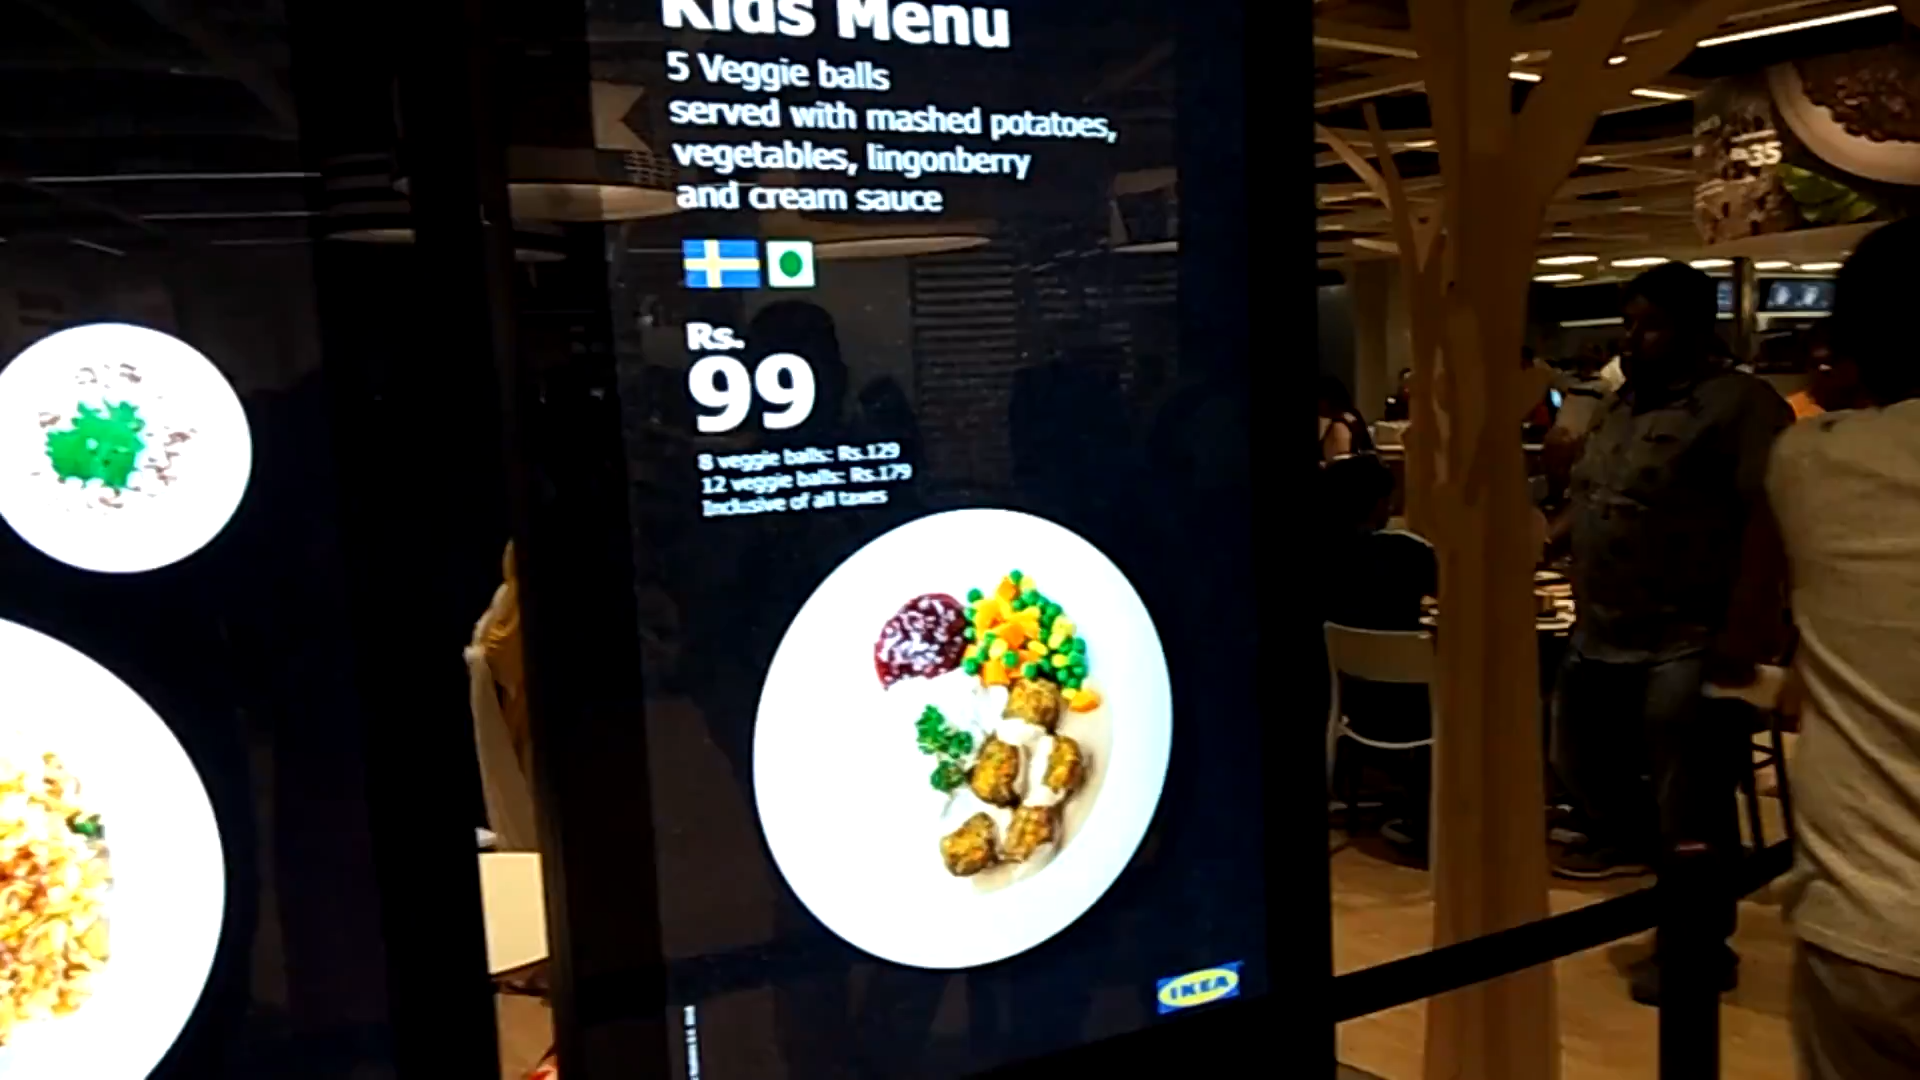 Kids Menu
5 Veggie balls
served with mashed potatoes,
vegetables, lingonberry
and cream sauce
Rs.
99
8 veggie balls: Rs.129
12 veggie balls: Rs.179
Inclusive of all taxes
IKEA
35